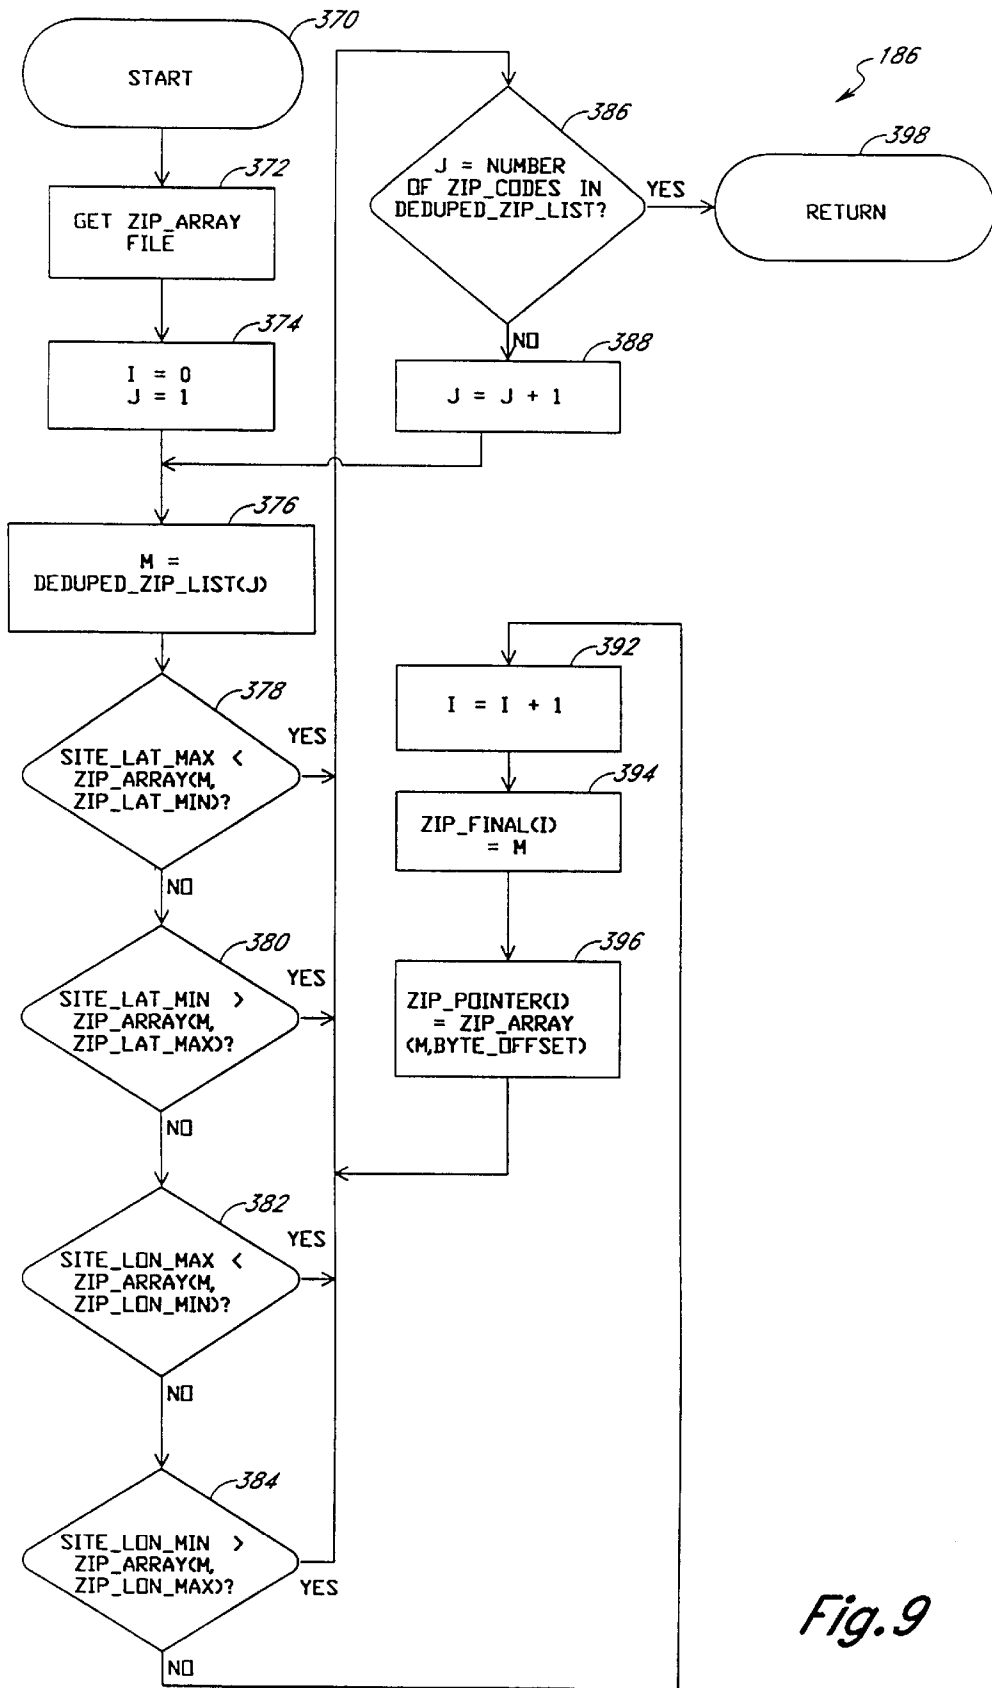 370
START
372
GET ZIP_ARRAY
FILE
374
I = 0
J = 1
376
M =
DEDUPED_ZIP_LIST(J)
378
SITE_LAT_MAX <
ZIP_ARRAY(M,
ZIP_LAT_MIN)?
YES
NO
380
SITE_LAT_MIN >
ZIP_ARRAY(M,
ZIP_LAT_MAX)?
YES
NO
382
SITE_LON_MAX <
ZIP_ARRAY(M,
ZIP_LON_MIN)?
YES
NO
384
SITE_LON_MIN >
ZIP_ARRAY(M,
ZIP_LON_MAX)?
YES
NO
386
J = NUMBER
OF ZIP_CODES IN
DEDUPED_ZIP_LIST?
YES
NO
388
J = J + 1
392
I = I + 1
394
ZIP_FINAL(I)
= M
396
ZIP_POINTER(I)
= ZIP_ARRAY
(M,BYTE_OFFSET)
186
398
RETURN
Fig.9